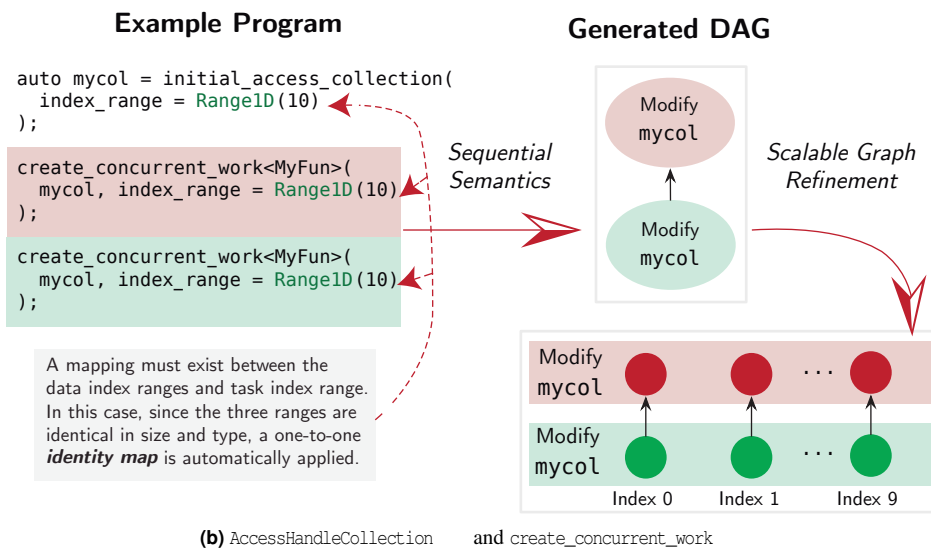 Example Program
auto mycol = initial_access_collection(
index_range = Range1D(10)
);
create_concurrent_work<MyFun>(
mycol, index_range = Range1D(10)
);
create_concurrent_work<MyFun>(
mycol, index_range = Range1D(10)
);
A mapping must exist between the
data index ranges and task index range.
In this case, since the three ranges are
identical in size and type, a one-to-one
identity map is automatically applied.
Sequential
Semantics
Generated DAG
Modify
mycol
Modify
mycol
Scalable Graph
Refinement
Modify
mycol
...
Modify
mycol
...
Index 0 Index 1 Index 9
(b) AccessHandleCollection and create_concurrent_work